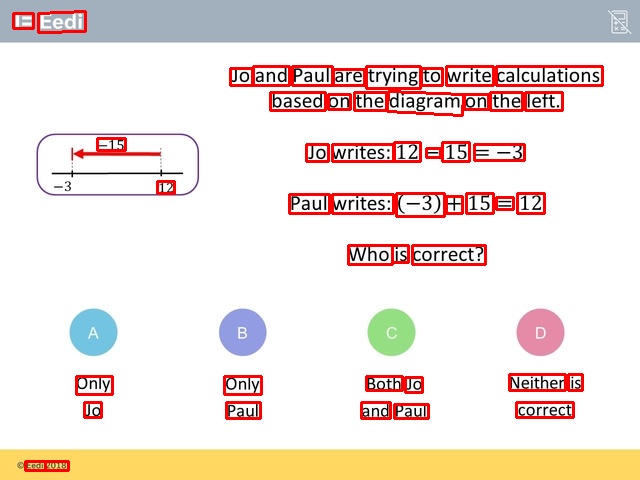 Eedi
Jo and Paul are trying to write calculations
based on the diagram on the left.
−15
−3 12
Jo writes: 12 − 15 = −3
Paul writes: (−3) + 15 = 12
Who is correct?
A B C D
Only Only Both Jo Neither is
Jo Paul and Paul correct
© Eedi 2018